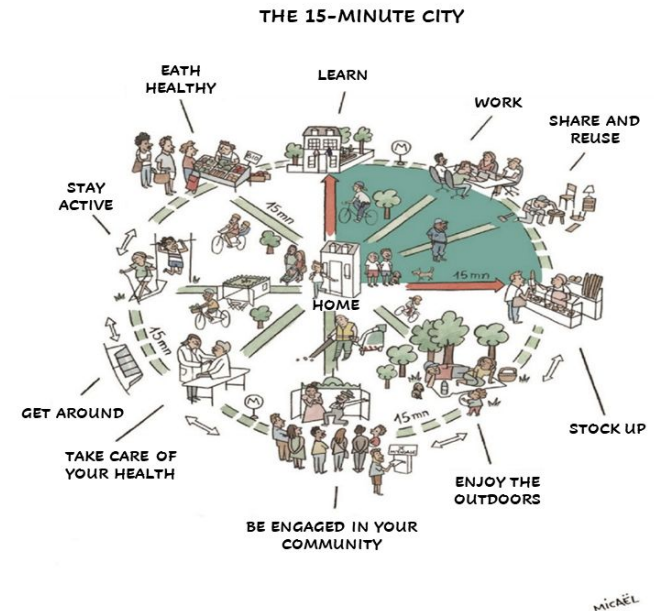 THE 15-MINUTE CITY
EATH
HEALTHY
LEARN
WORK
SHARE AND
REUSE
STAY
ACTIVE
M
15mn
15mn
HOME
15mn
GET AROUND
TAKE CARE OF
YOUR HEALTH
M
15mn
STOCK UP
ENJOY THE
OUTDOORS
BE ENGAGED IN YOUR
COMMUNITY
MICAËL